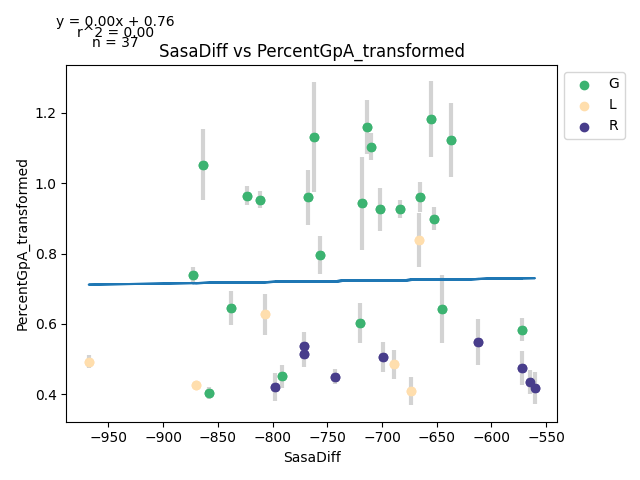 y = 0.00x + 0.76
r^2 = 0.00
n = 37
SasaDiff vs PercentGpA_transformed
G
L
R
PercentGpA_transformed
1.2
1.0
0.8
0.6
0.4
−950 −900 −850 −800 −750 −700 −650 −600 −550
SasaDiff